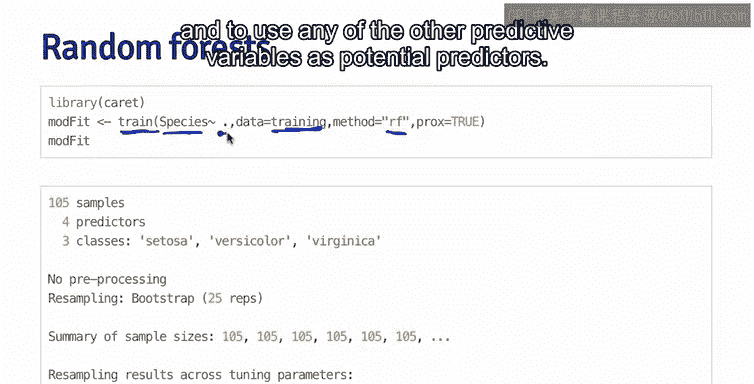 and to use any of the other predictive
variables as potential predictors.
Random forests
library(caret)
modFit <- train(Species~ .,data=training,method="rf",prox=TRUE)
modFit
105 samples
4 predictors
3 classes: 'setosa', 'versicolor', 'virginica'
No pre-processing
Resampling: Bootstrap (25 reps)
Summary of sample sizes: 105, 105, 105, 105, 105, 105, ...
Resampling results across tuning parameters: